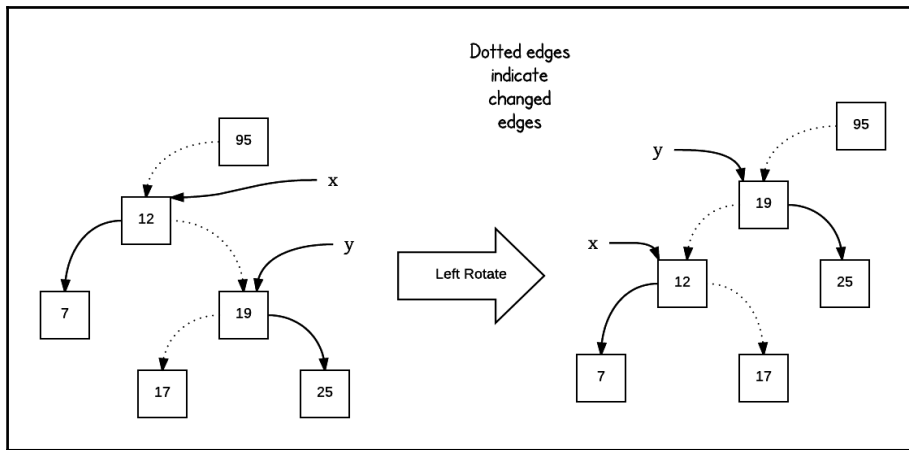 Dotted edges
indicate
changed
edges
95
x
12
y
7
19
17
25
Left Rotate
95
y
19
x
12
25
7
17